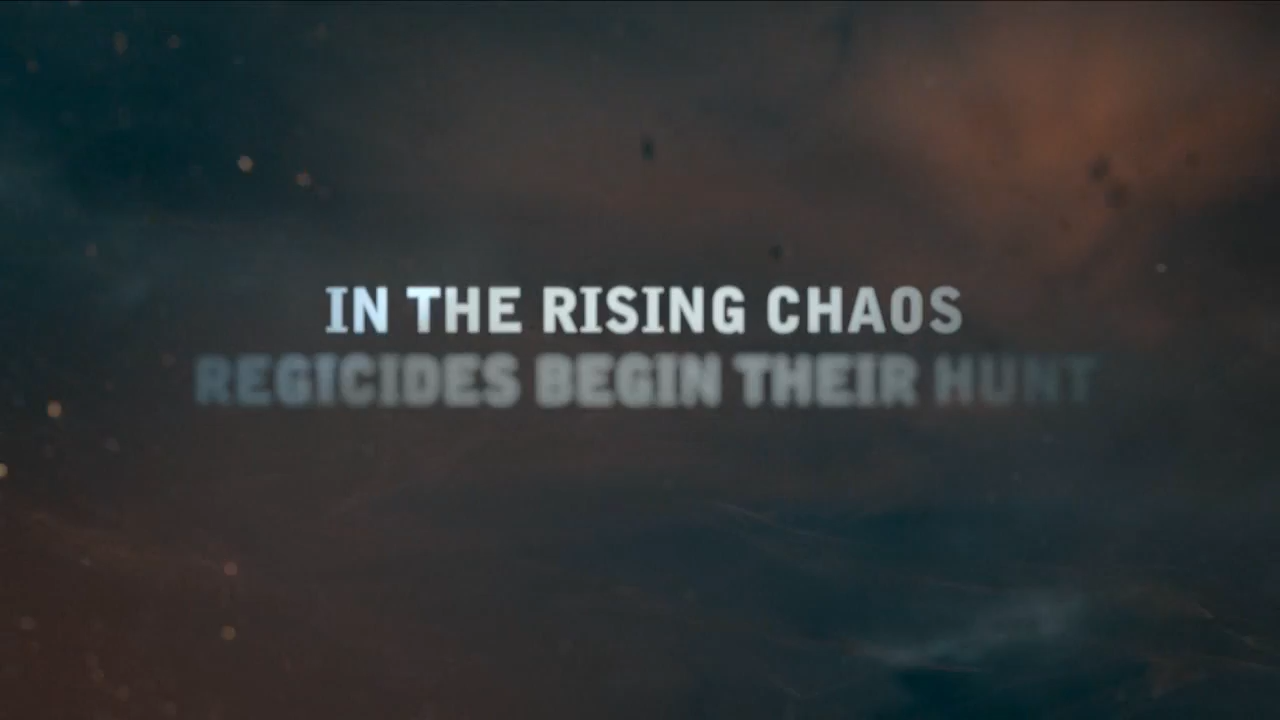 IN THE RISING CHAOS
REGICIDES BEGIN THEIR HUNT